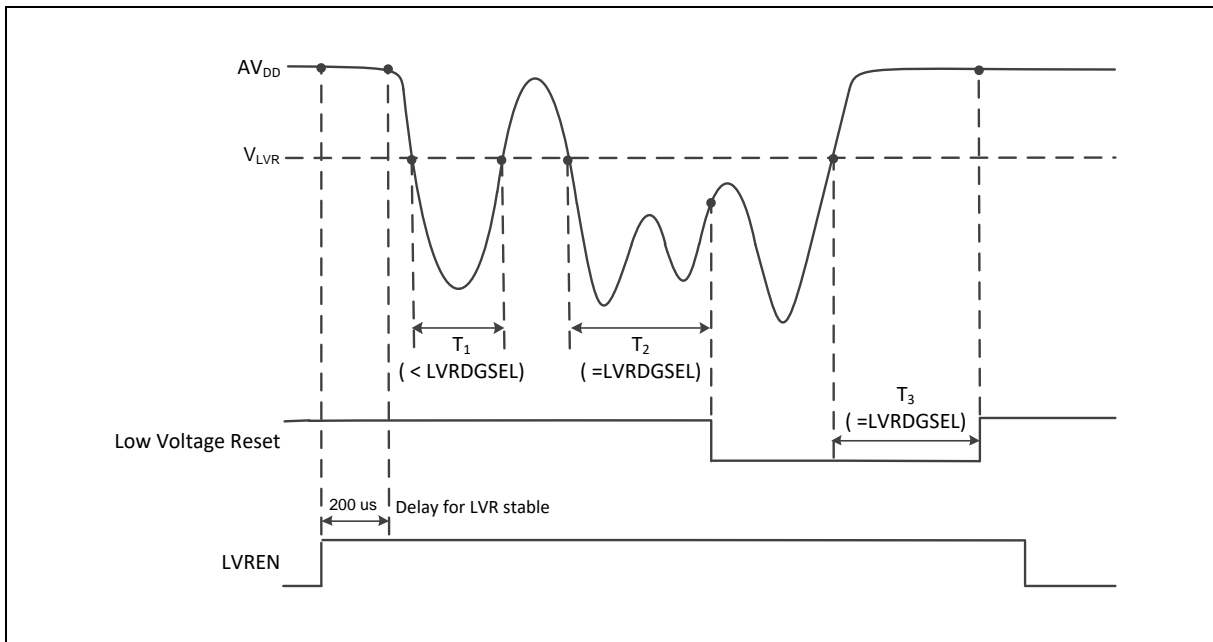 AVDD
VLVR
T1
( < LVRDGSEL)
T2
( =LVRDGSEL)
T3
( =LVRDGSEL)
Low Voltage Reset
200 us
Delay for LVR stable
LVREN